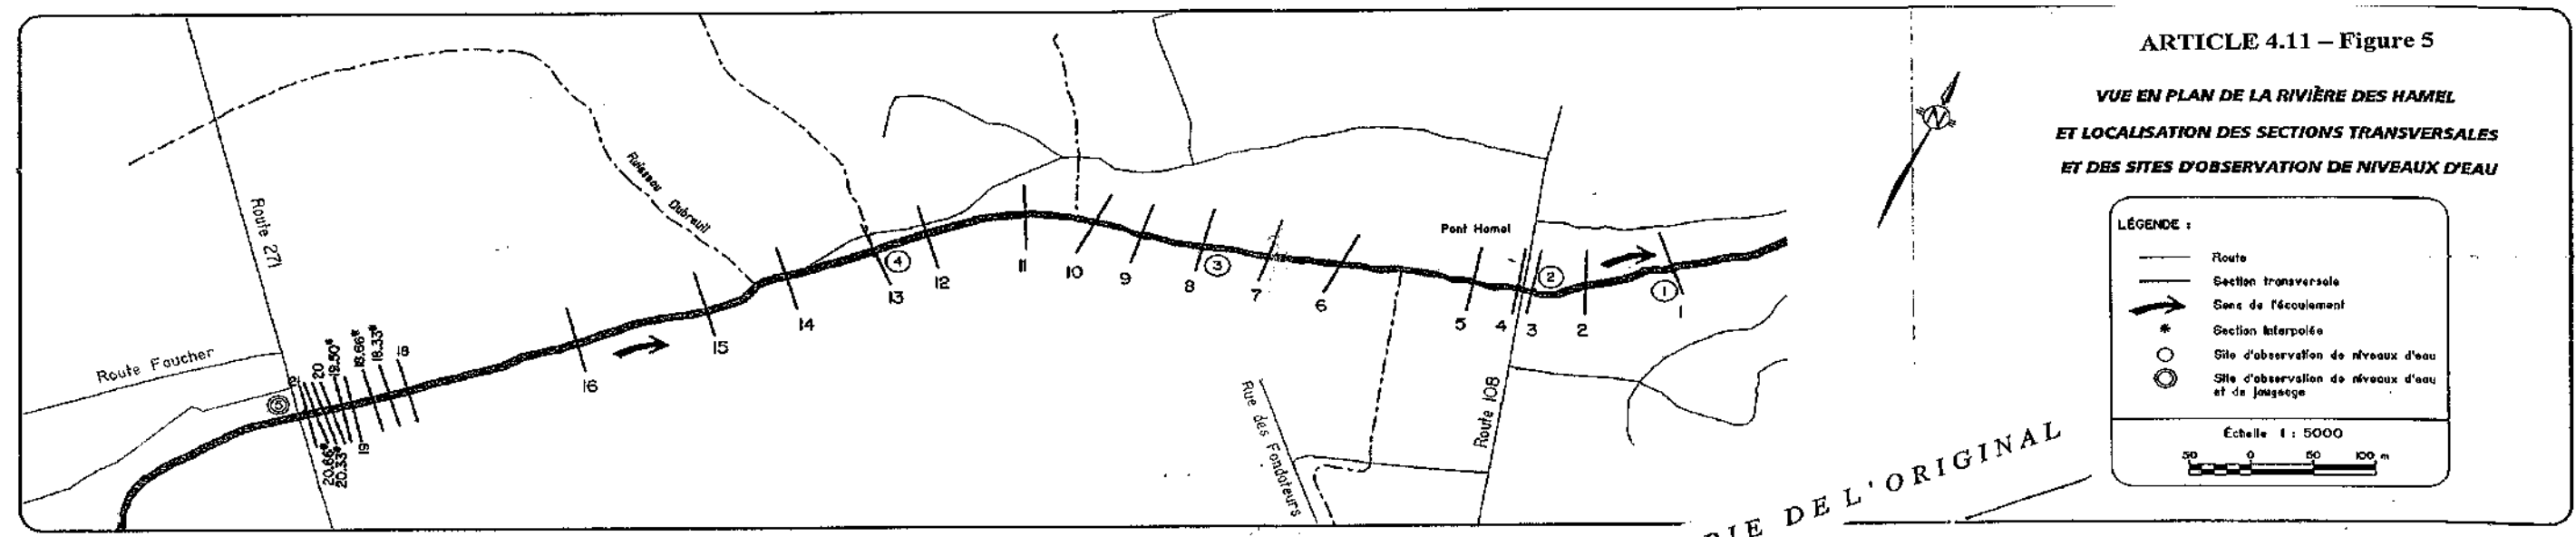 ARTICLE 4.11 – Figure 5
VUE EN PLAN DE LA RIVIÈRE DES HAMEL
ET LOCALISATION DES SECTIONS TRANSVERSALES
ET DES SITES D'OBSERVATION DE NIVEAUX D'EAU
N
LÉGENDE :
Route
Section transversale
Sens de l'écoulement
* Section Interpolée
Site d'observation de niveaux d'eau
Site d'observation de niveaux d'eau
et de jaugeage
Échelle 1 : 5000
50 0 50 100 m
Route 271
Ruisseau Dubreuil
Route Faucher
Pont Hamel
Route 108
Rue des Fondateurs
21
20
19.50*
18.66*
18.33*
18
20.66*
20.33*
19
16
15
14
13
12
11
10
9
8
7
6
5
4
3
2
1
5
4
3
2
1
DE L'ORIGINAL